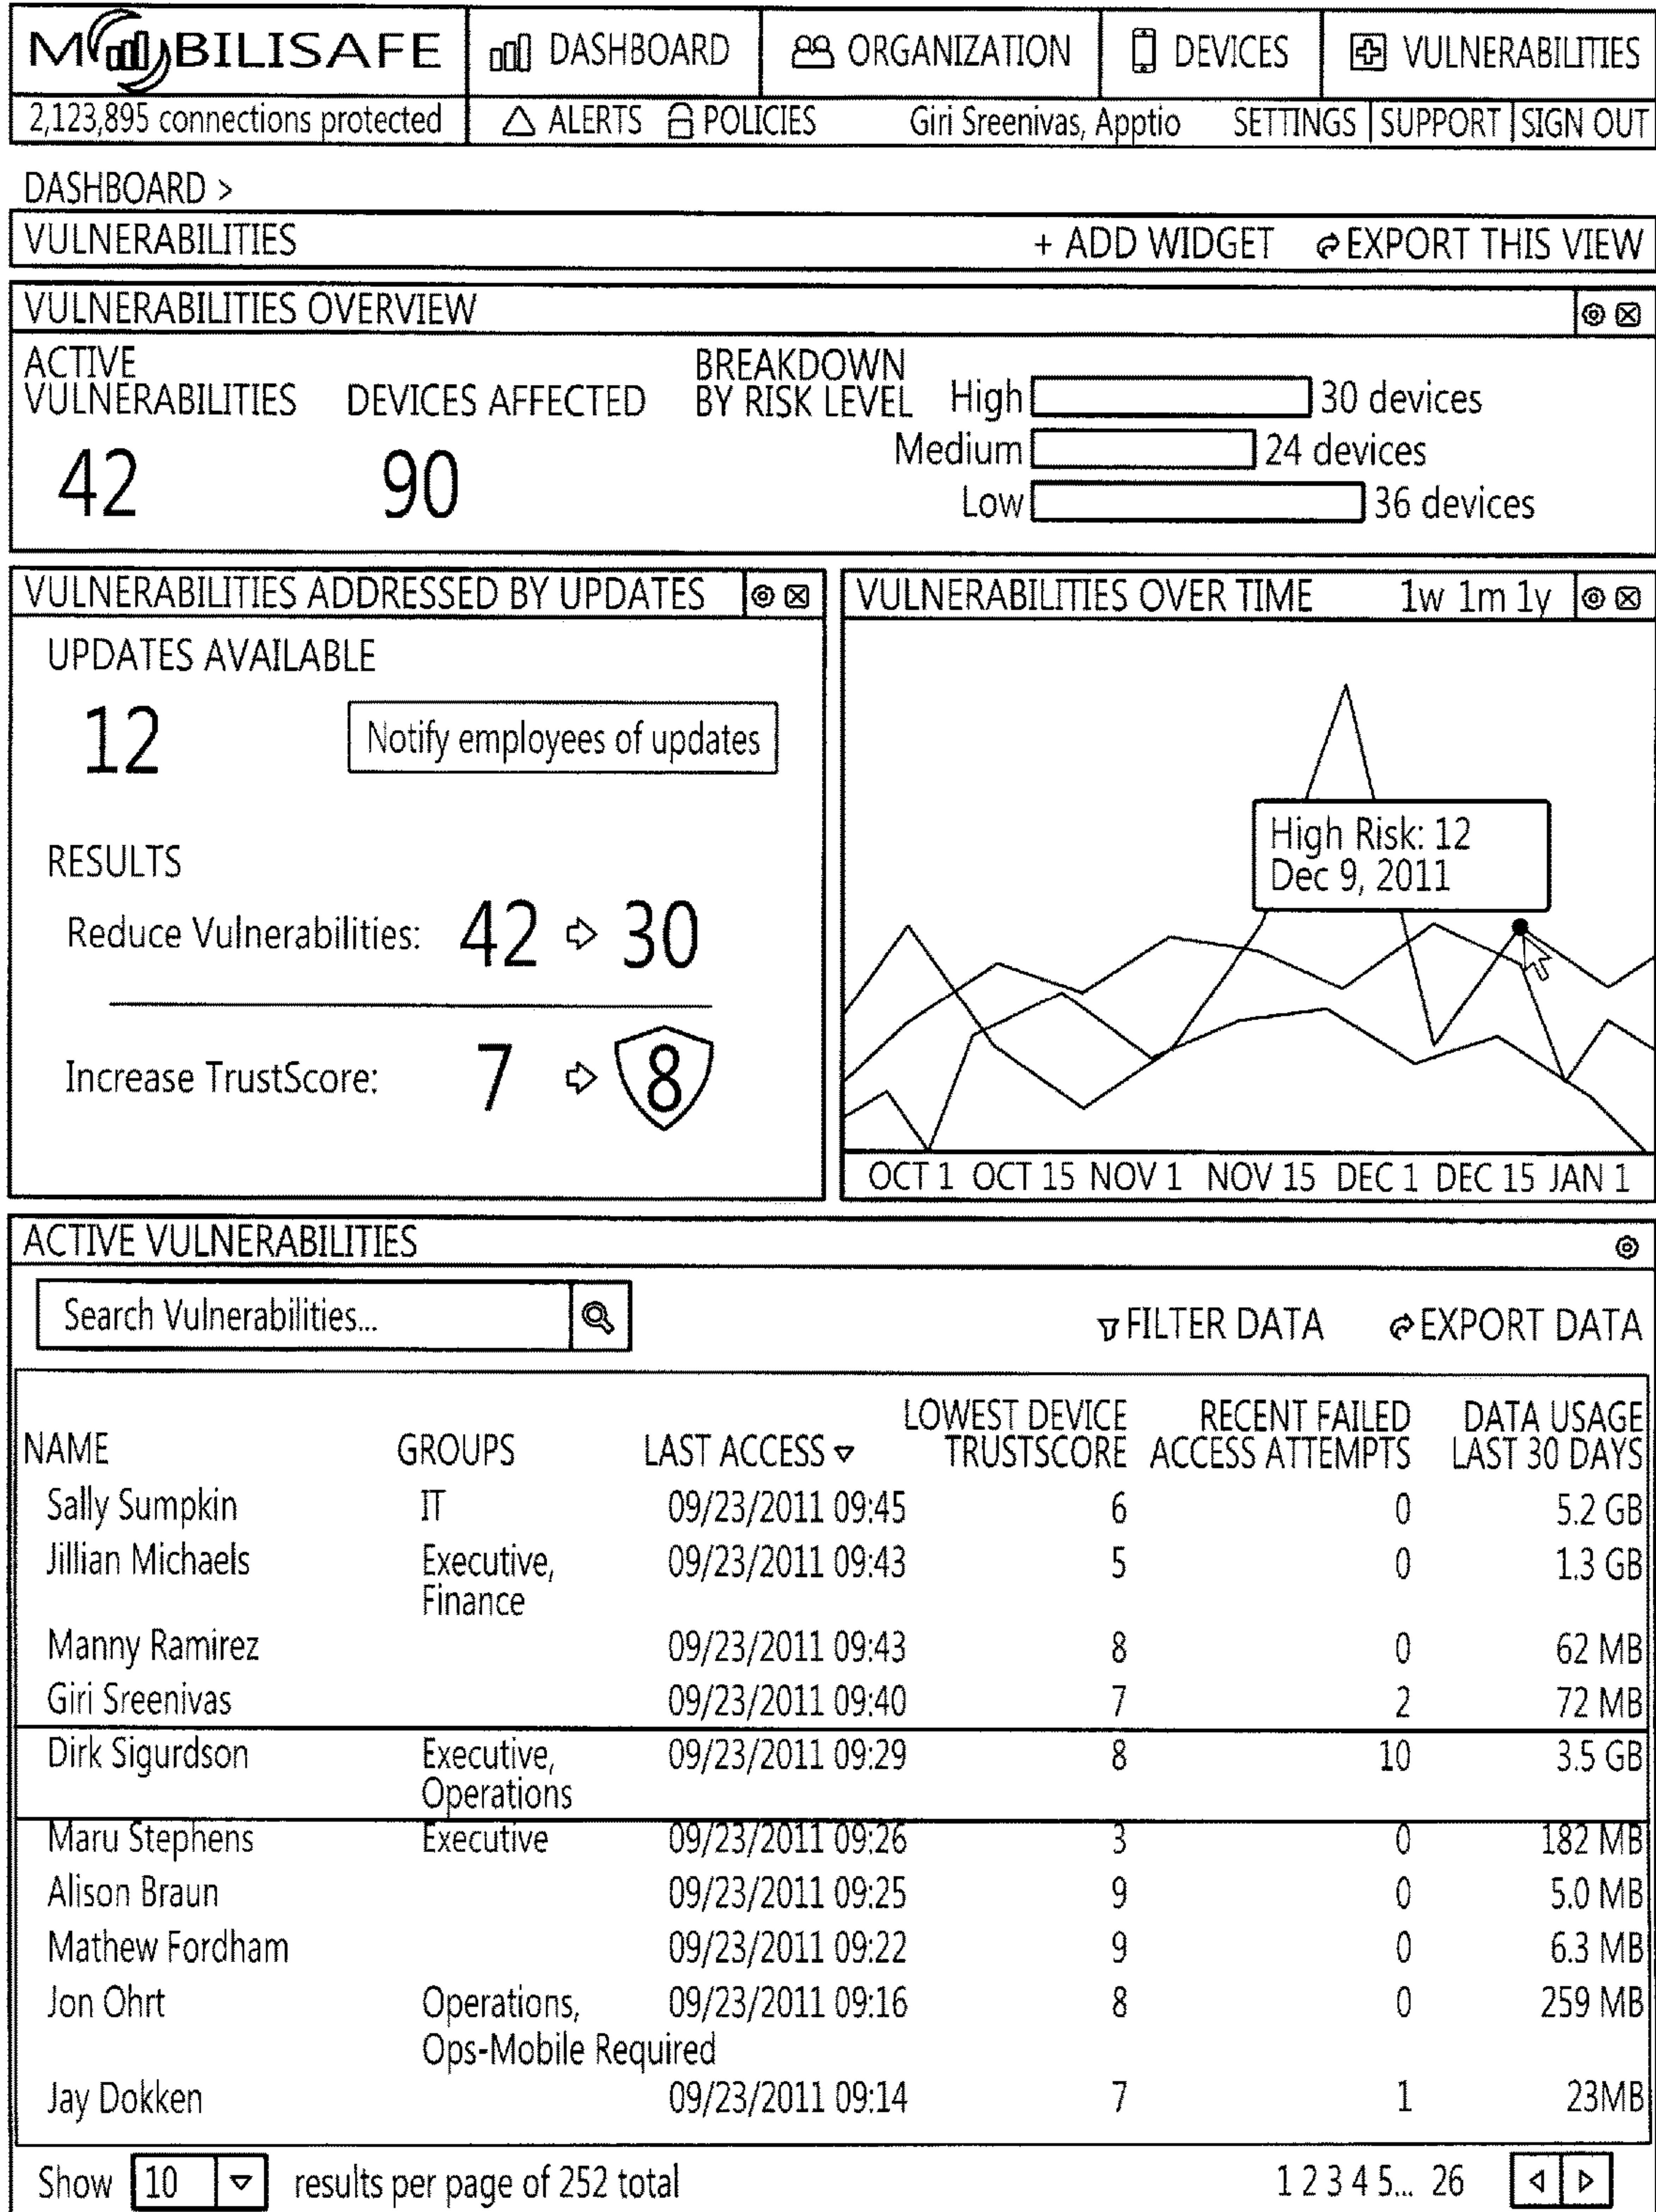 MOBILISAFE DASHBOARD ORGANIZATION DEVICES VULNERABILITIES
2,123,895 connections protected ALERTS POLICIES Giri Sreenivas, Apptio SETTINGS | SUPPORT | SIGN OUT
DASHBOARD >
VULNERABILITIES + ADD WIDGET EXPORT THIS VIEW
VULNERABILITIES OVERVIEW
ACTIVE
VULNERABILITIES
42
DEVICES AFFECTED
90
BREAKDOWN
BY RISK LEVEL
High 30 devices
Medium 24 devices
Low 36 devices
VULNERABILITIES ADDRESSED BY UPDATES
UPDATES AVAILABLE
12 Notify employees of updates
RESULTS
Reduce Vulnerabilities: 42 ⇨ 30
Increase TrustScore: 7 ⇨ 8
VULNERABILITIES OVER TIME 1w 1m 1y
High Risk: 12
Dec 9, 2011
OCT 1 OCT 15 NOV 1 NOV 15 DEC 1 DEC 15 JAN 1
ACTIVE VULNERABILITIES
Search Vulnerabilities... FILTER DATA EXPORT DATA
LOWEST DEVICE RECENT FAILED DATA USAGE
NAME GROUPS LAST ACCESS TRUSTSCORE ACCESS ATTEMPTS LAST 30 DAYS
Sally Sumpkin IT 09/23/2011 09:45 6 0 5.2 GB
Jillian Michaels Executive, 09/23/2011 09:43 5 0 1.3 GB
Finance
Manny Ramirez 09/23/2011 09:43 8 0 62 MB
Giri Sreenivas 09/23/2011 09:40 7 2 72 MB
Dirk Sigurdson Executive, 09/23/2011 09:29 8 10 3.5 GB
Operations
Maru Stephens Executive 09/23/2011 09:26 3 0 182 MB
Alison Braun 09/23/2011 09:25 9 0 5.0 MB
Mathew Fordham 09/23/2011 09:22 9 0 6.3 MB
Jon Ohrt Operations, 09/23/2011 09:16 8 0 259 MB
Ops-Mobile Required
Jay Dokken 09/23/2011 09:14 7 1 23MB
Show 10 results per page of 252 total 1 2 3 4 5... 26